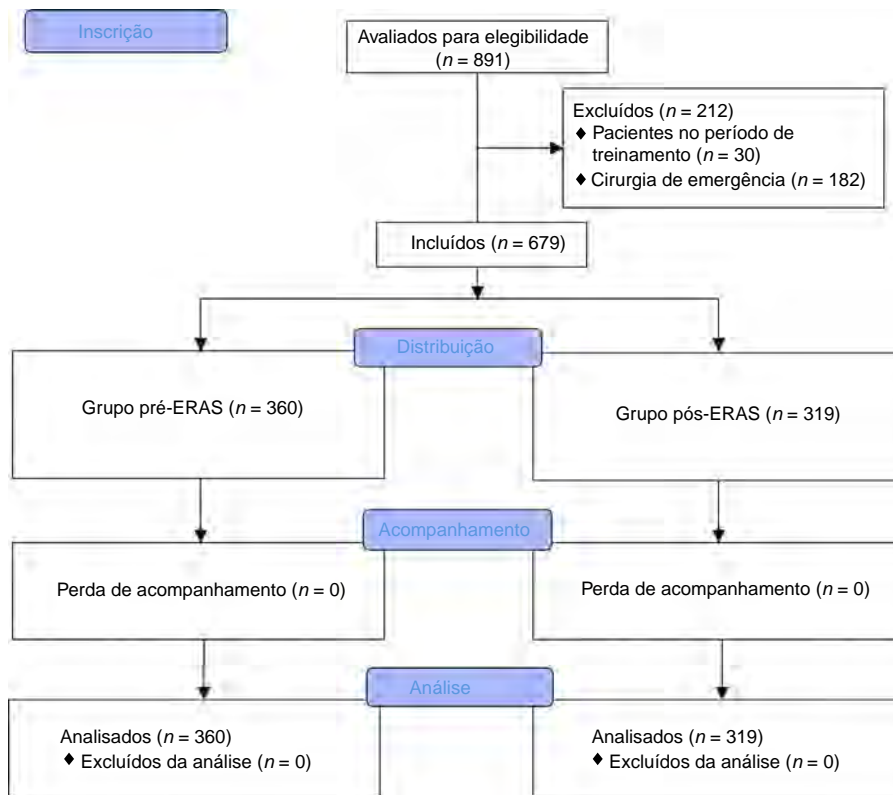 Inscrição
Avaliados para elegibilidade
(n = 891)
Excluídos (n = 212)
♦ Pacientes no período de
treinamento (n = 30)
♦ Cirurgia de emergência (n = 182)
Incluídos (n = 679)
Distribuição
Grupo pré-ERAS (n = 360)
Grupo pós-ERAS (n = 319)
Acompanhamento
Perda de acompanhamento (n = 0)
Perda de acompanhamento (n = 0)
Análise
Analisados (n = 360)
♦ Excluídos da análise (n = 0)
Analisados (n = 319)
♦ Excluídos da análise (n = 0)